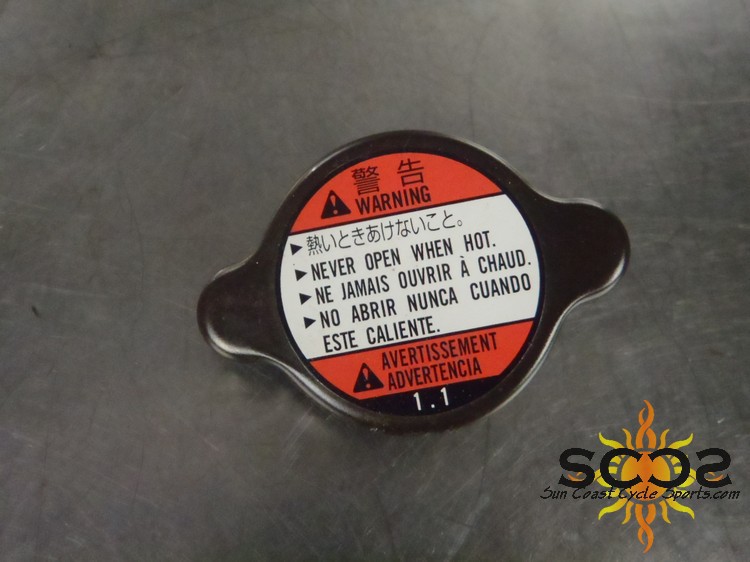 警告
WARNING
熱いときあけないこと。
NEVER OPEN WHEN HOT.
NE JAMAIS OUVRIR À CHAUD.
NO ABRIR NUNCA CUANDO
ESTE CALIENTE.
AVERTISSEMENT
ADVERTENCIA
1.1
SCCS
Sun Coast Cycle Sports.com